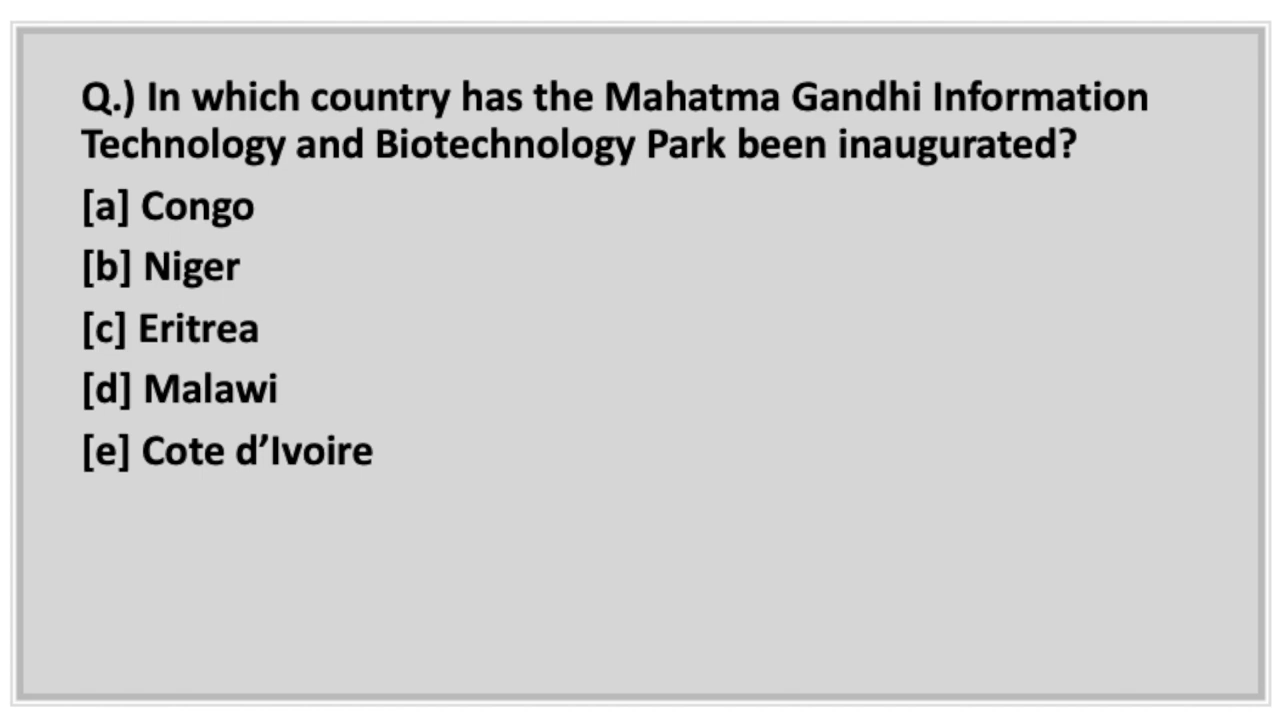 Q.) In which country has the Mahatma Gandhi Information
Technology and Biotechnology Park been inaugurated?
[a] Congo
[b] Niger
[c] Eritrea
[d] Malawi
[e] Cote d’Ivoire